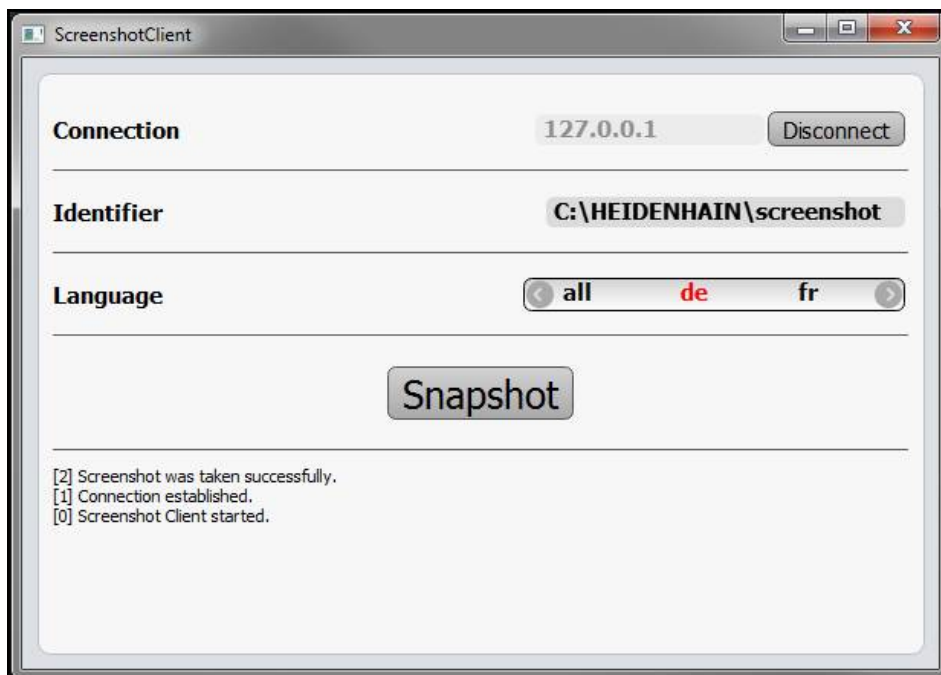 ScreenshotClient
Connection 127.0.0.1 Disconnect
Identifier C:\HEIDENHAIN\screenshot
Language all de fr
Snapshot
[2] Screenshot was taken successfully.
[1] Connection established.
[0] Screenshot Client started.